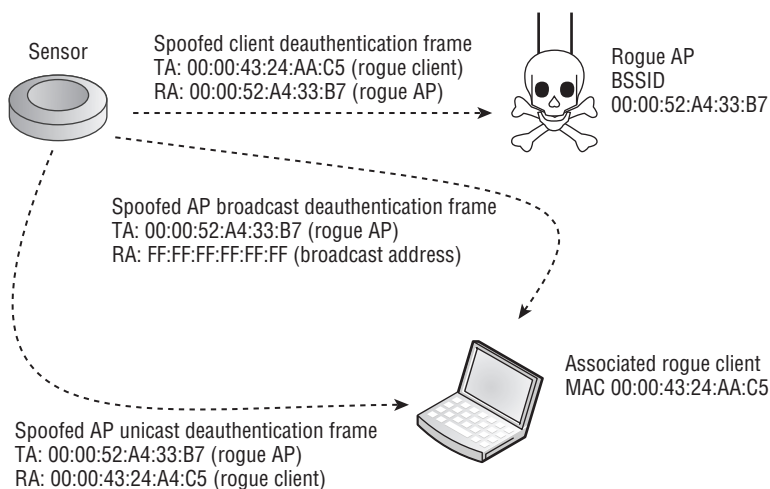 Sensor
Spoofed client deauthentication frame
TA: 00:00:43:24:AA:C5 (rogue client)
RA: 00:00:52:A4:33:B7 (rogue AP)
Rogue AP
BSSID
00:00:52:A4:33:B7
Spoofed AP broadcast deauthentication frame
TA: 00:00:52:A4:33:B7 (rogue AP)
RA: FF:FF:FF:FF:FF:FF (broadcast address)
Associated rogue client
MAC 00:00:43:24:AA:C5
Spoofed AP unicast deauthentication frame
TA: 00:00:52:A4:33:B7 (rogue AP)
RA: 00:00:43:24:A4:C5 (rogue client)